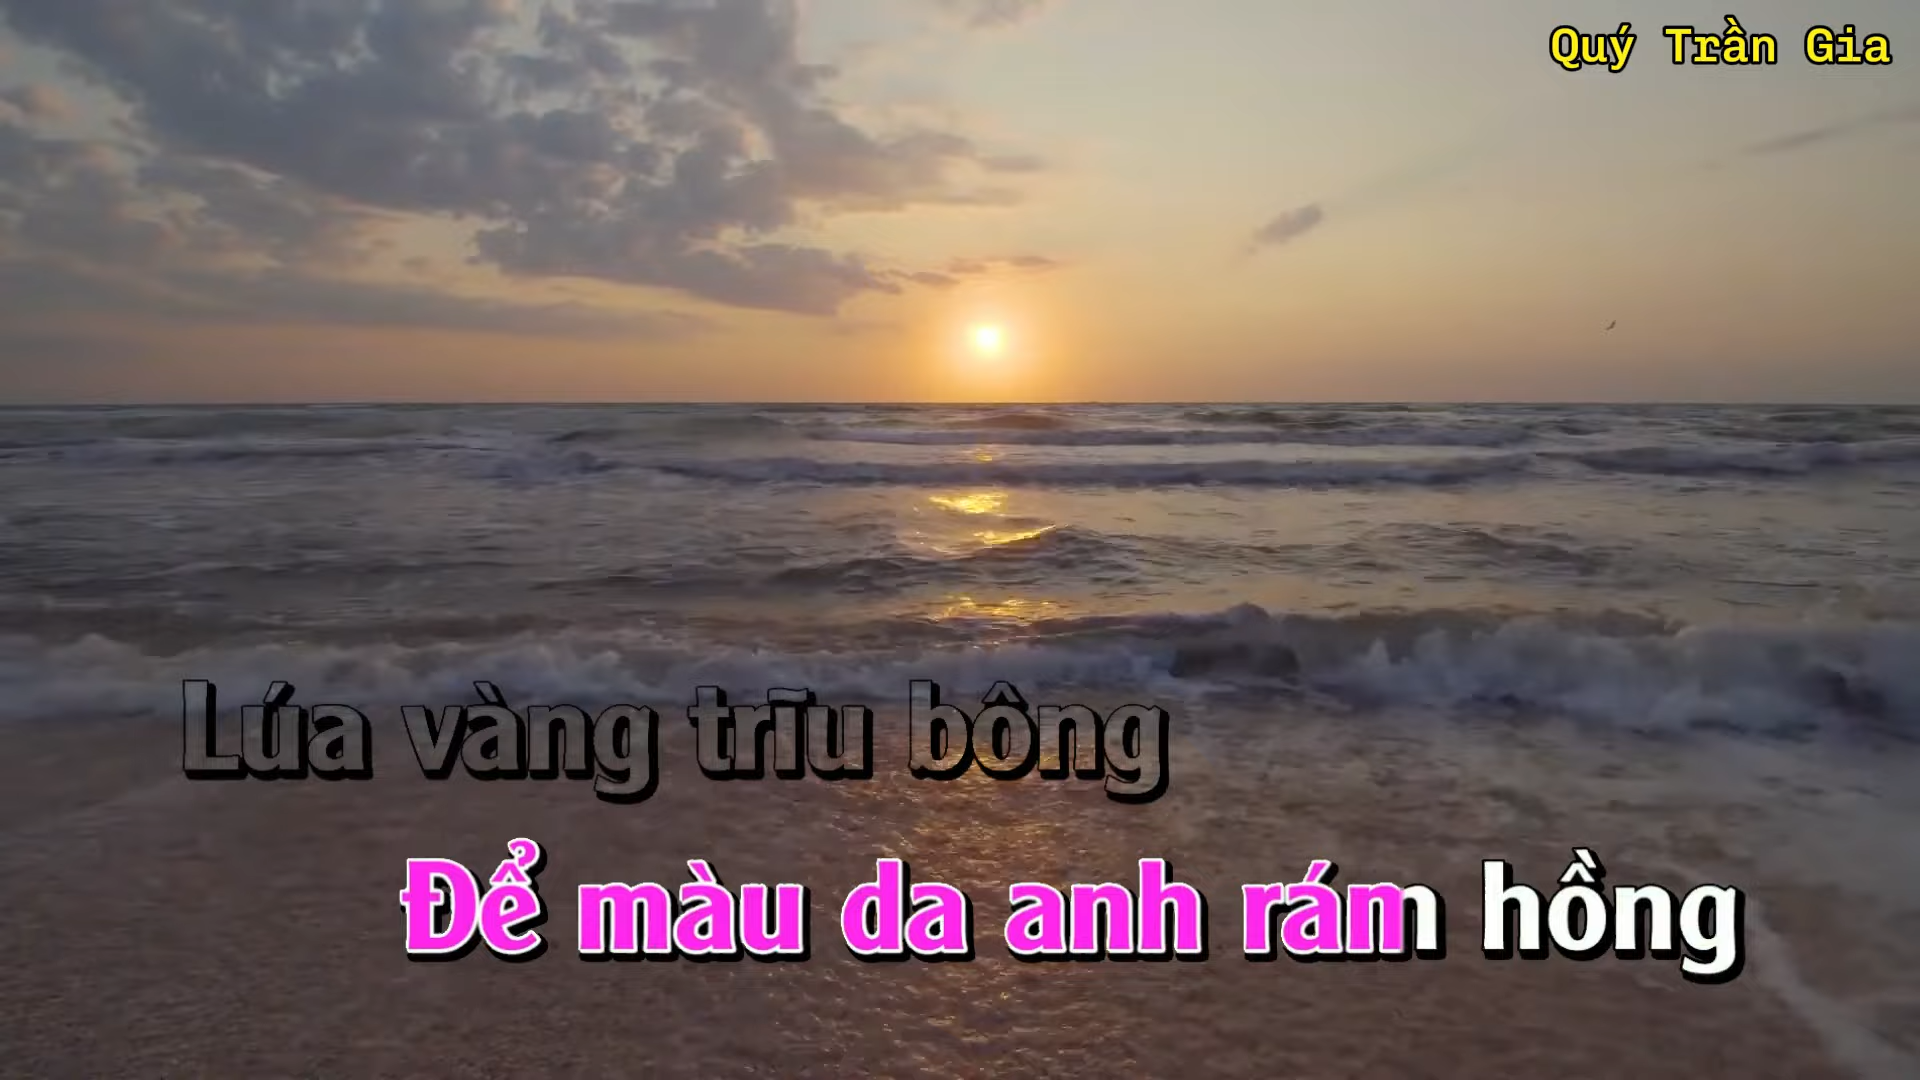 Quý Trần Gia
Lúa vàng trĩu bông
Để màu da anh rám hồng